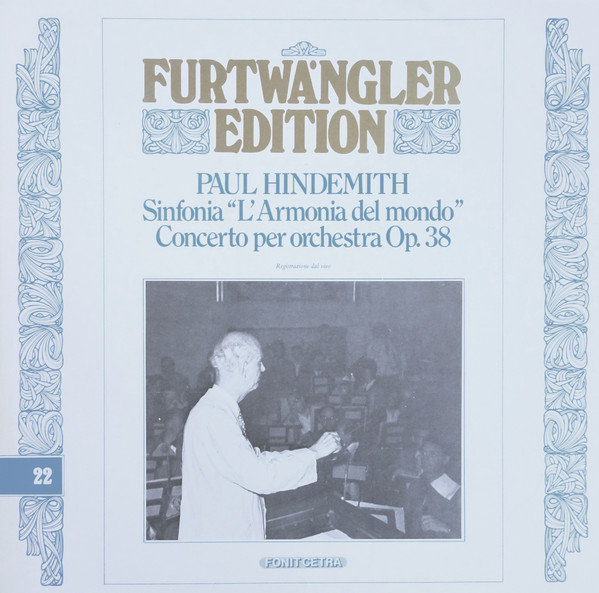 FURTWÄNGLER
EDITION
PAUL HINDEMITH
Sinfonia “L'Armonia del mondo”
Concerto per orchestra Op. 38
Registrazione dal vivo
22
FONIT CETRA